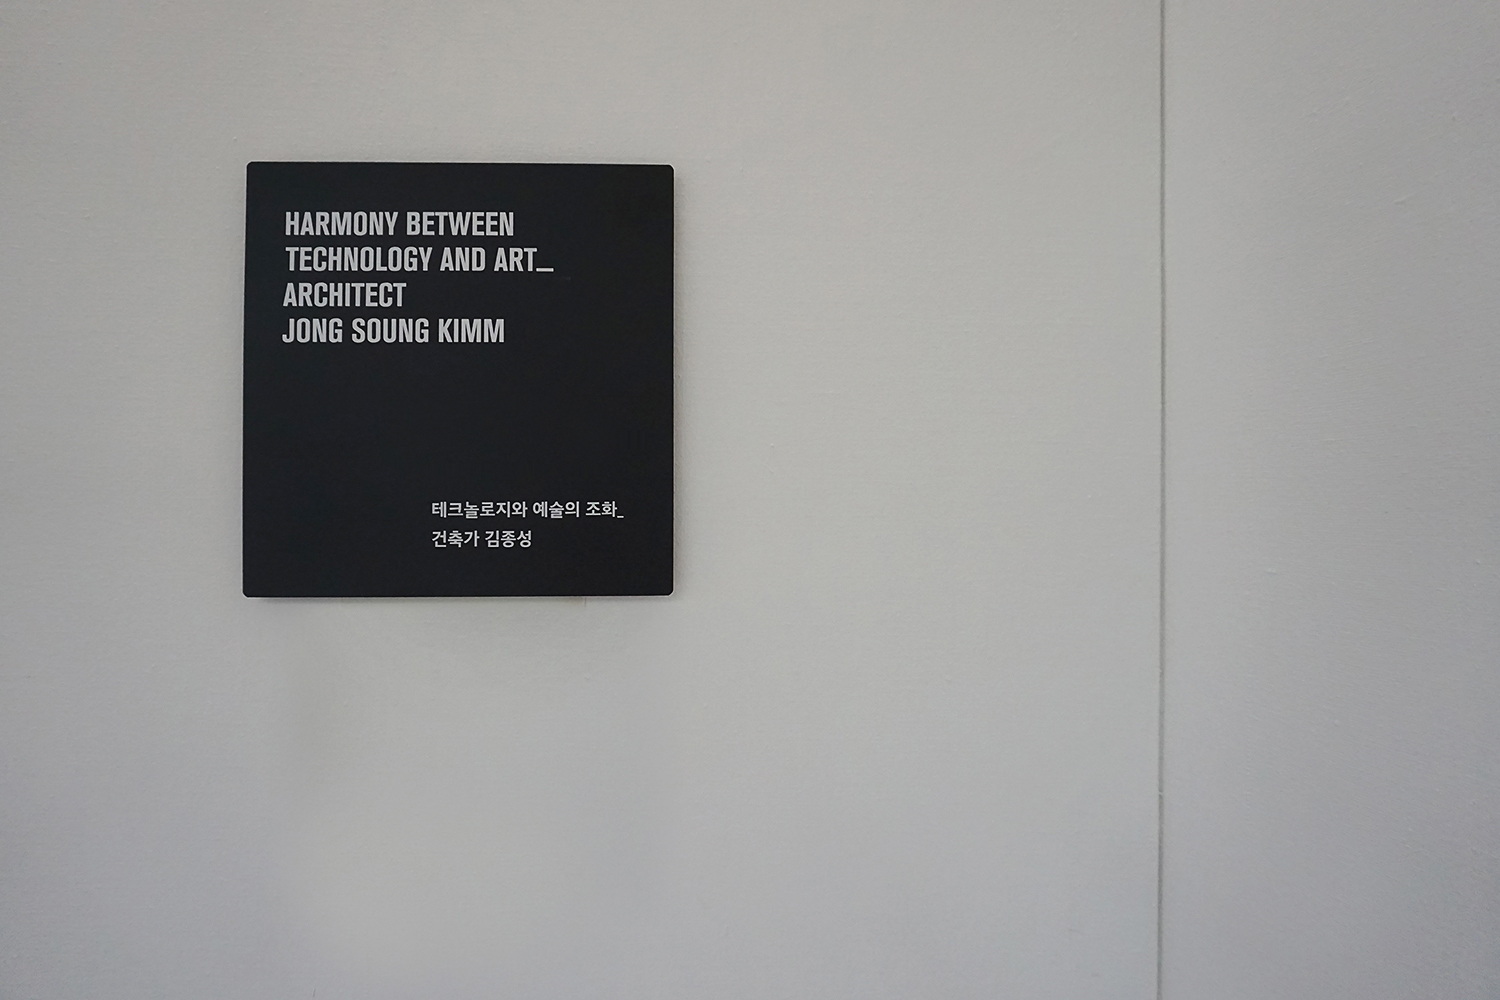 HARMONY BETWEEN
TECHNOLOGY AND ART_
ARCHITECT
JONG SOUNG KIMM
테크놀로지와 예술의 조화_
건축가 김종성